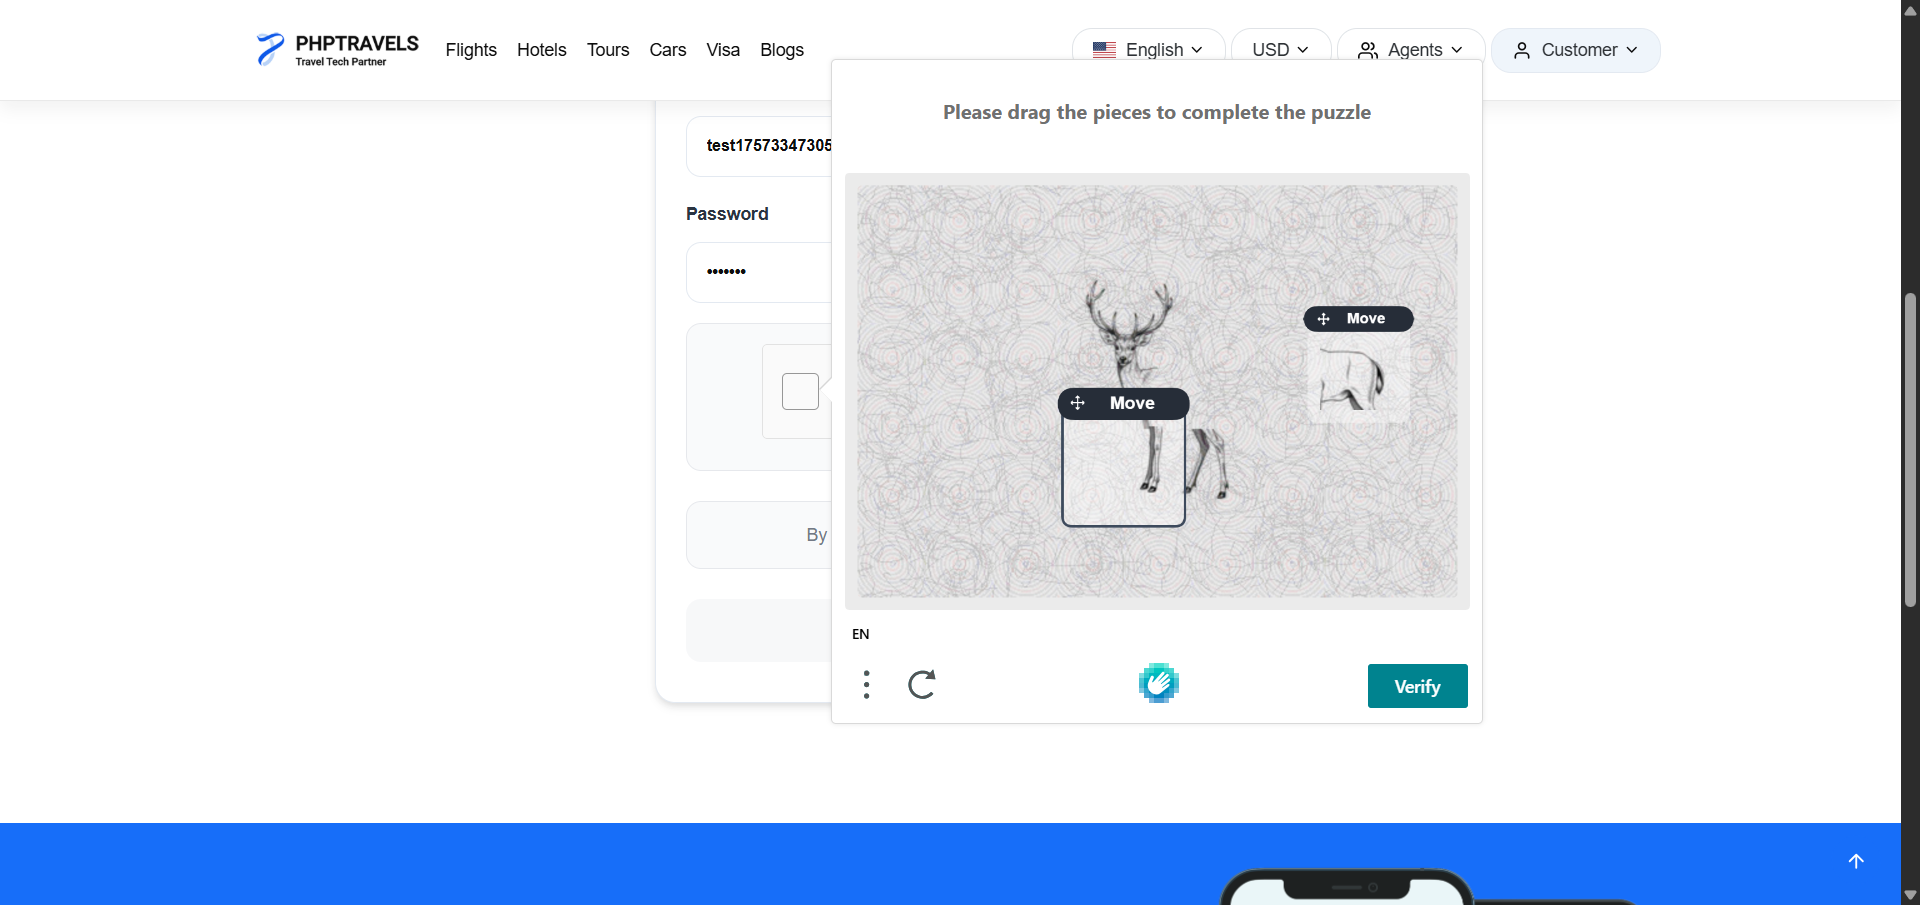 PHPTRAVELS
Travel Tech Partner
Flights Hotels Tours Cars Visa Blogs
English USD Agents Customer
test17573347305
Password
•••••••
By
Please drag the pieces to complete the puzzle
Move
Move
EN
Verify